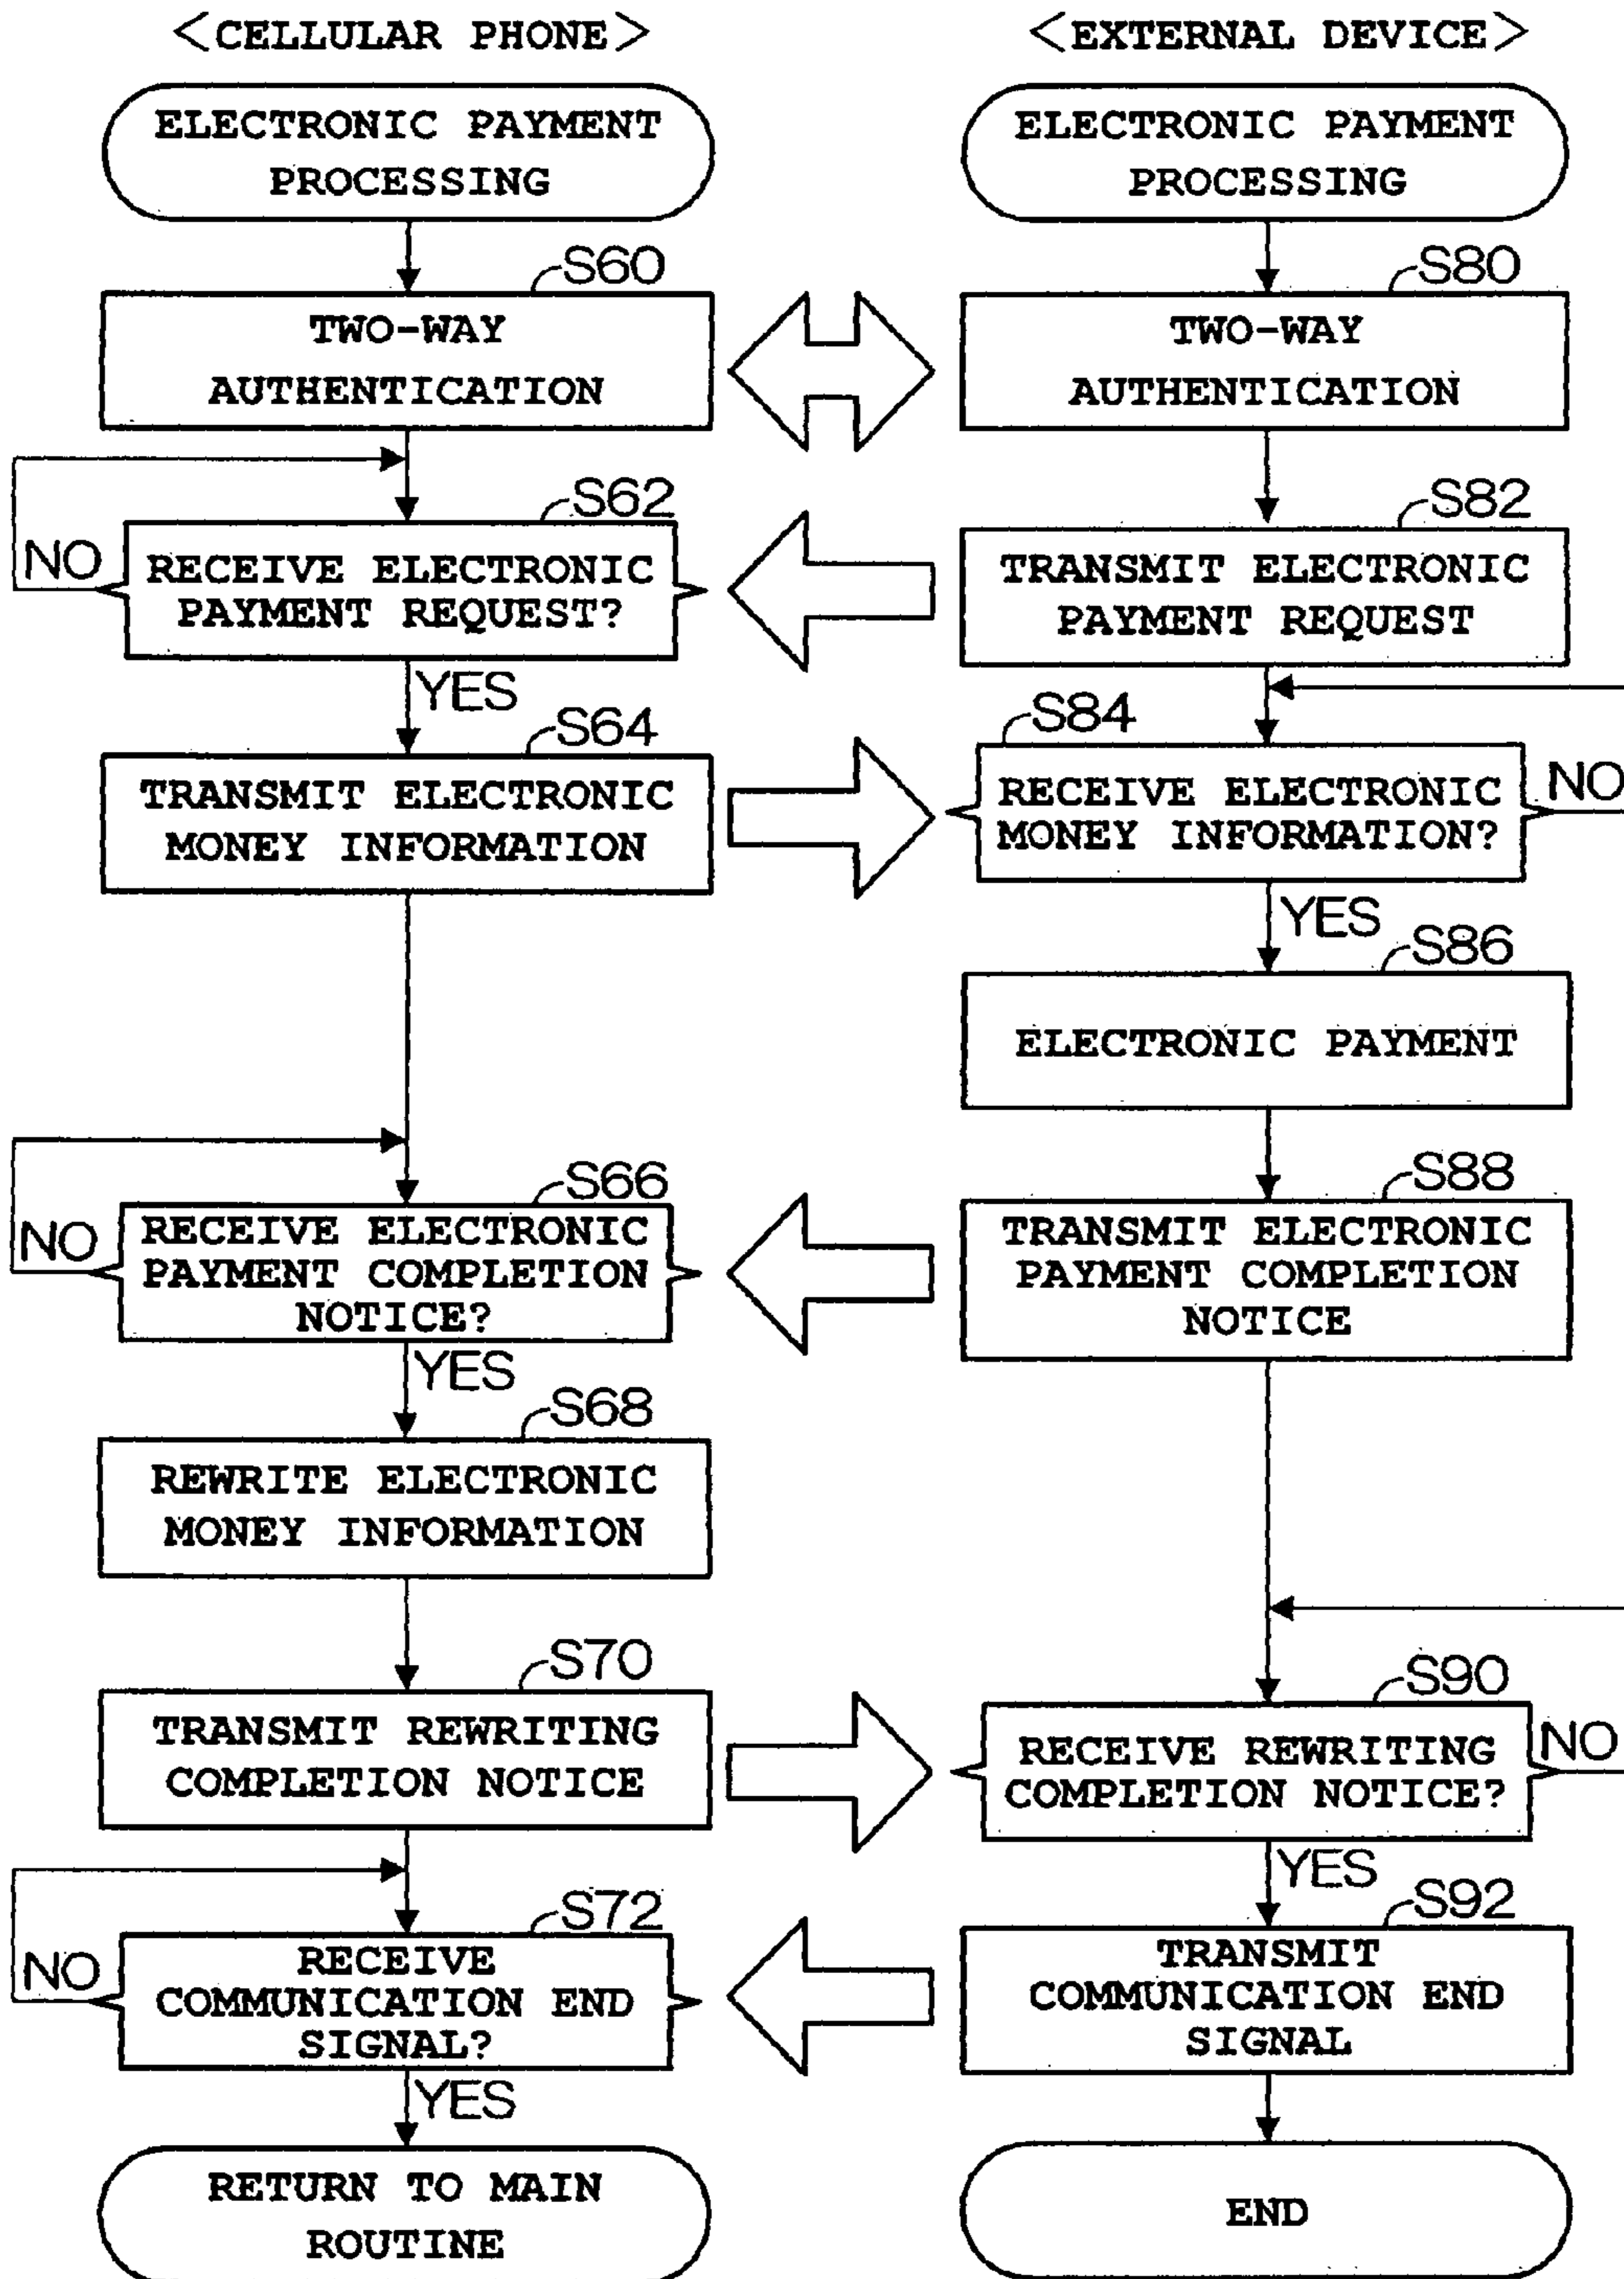 <CELLULAR PHONE>
<EXTERNAL DEVICE>
ELECTRONIC PAYMENT
PROCESSING
ELECTRONIC PAYMENT
PROCESSING
S60
TWO-WAY
AUTHENTICATION
S80
TWO-WAY
AUTHENTICATION
S62
NO
RECEIVE ELECTRONIC
PAYMENT REQUEST?
YES
S82
TRANSMIT ELECTRONIC
PAYMENT REQUEST
S64
TRANSMIT ELECTRONIC
MONEY INFORMATION
S84
RECEIVE ELECTRONIC
MONEY INFORMATION?
NO
YES
S86
ELECTRONIC PAYMENT
S66
NO
RECEIVE ELECTRONIC
PAYMENT COMPLETION
NOTICE?
YES
S88
TRANSMIT ELECTRONIC
PAYMENT COMPLETION
NOTICE
S68
REWRITE ELECTRONIC
MONEY INFORMATION
S70
TRANSMIT REWRITING
COMPLETION NOTICE
S90
RECEIVE REWRITING
COMPLETION NOTICE?
NO
YES
S72
NO
RECEIVE
COMMUNICATION END
SIGNAL?
YES
S92
TRANSMIT
COMMUNICATION END
SIGNAL
RETURN TO MAIN
ROUTINE
END